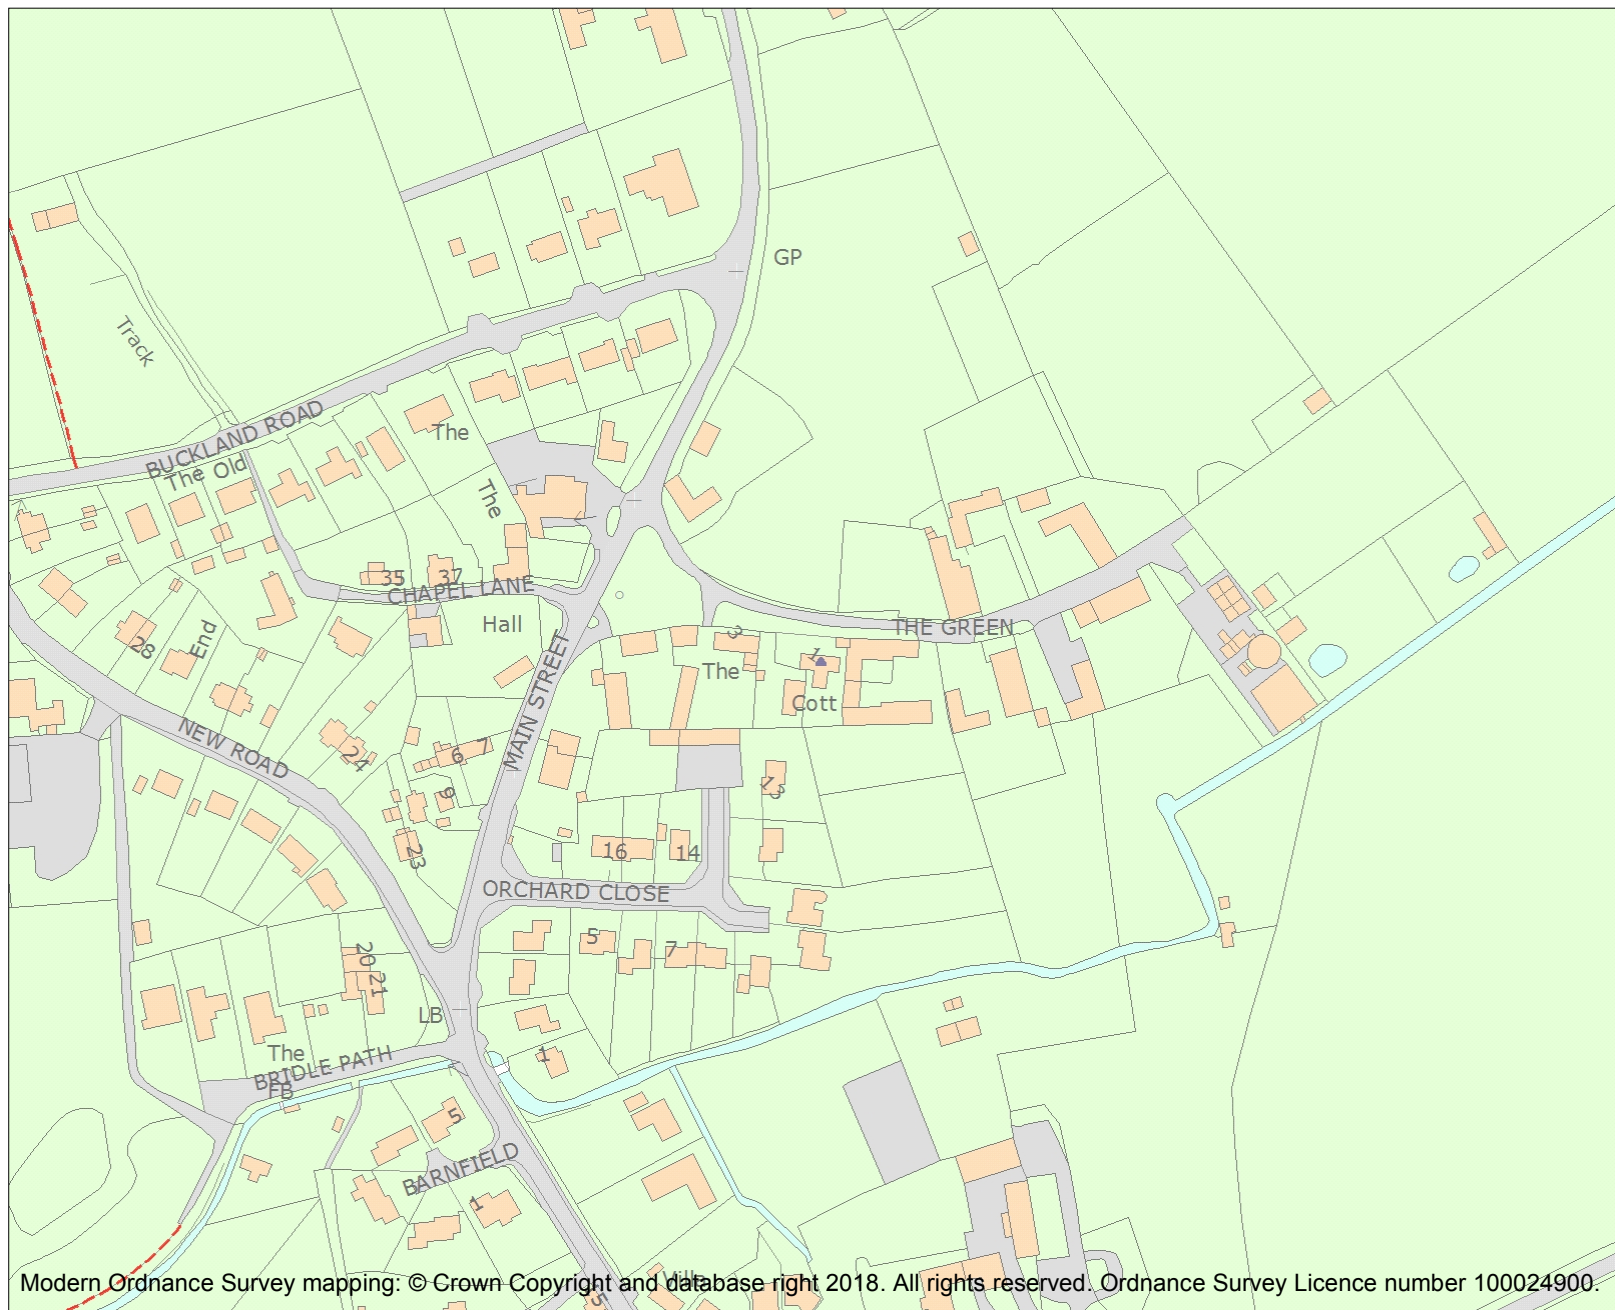 GP
Track
BUCKLAND ROAD
The
The Old
The
35
37
CHAPEL LANE
Hall
THE GREEN
28
End
3
1
The
Cott
MAIN STREET
NEW ROAD
24
6
7
9
13
23
16
14
ORCHARD CLOSE
5
7
20
21
LB
The
BRIDLE PATH
FB
1
5
BARNFIELD
1
Ville
5
Modern Ordnance Survey mapping: © Crown Copyright and database right 2018. All rights reserved. Ordnance Survey Licence number 100024900.